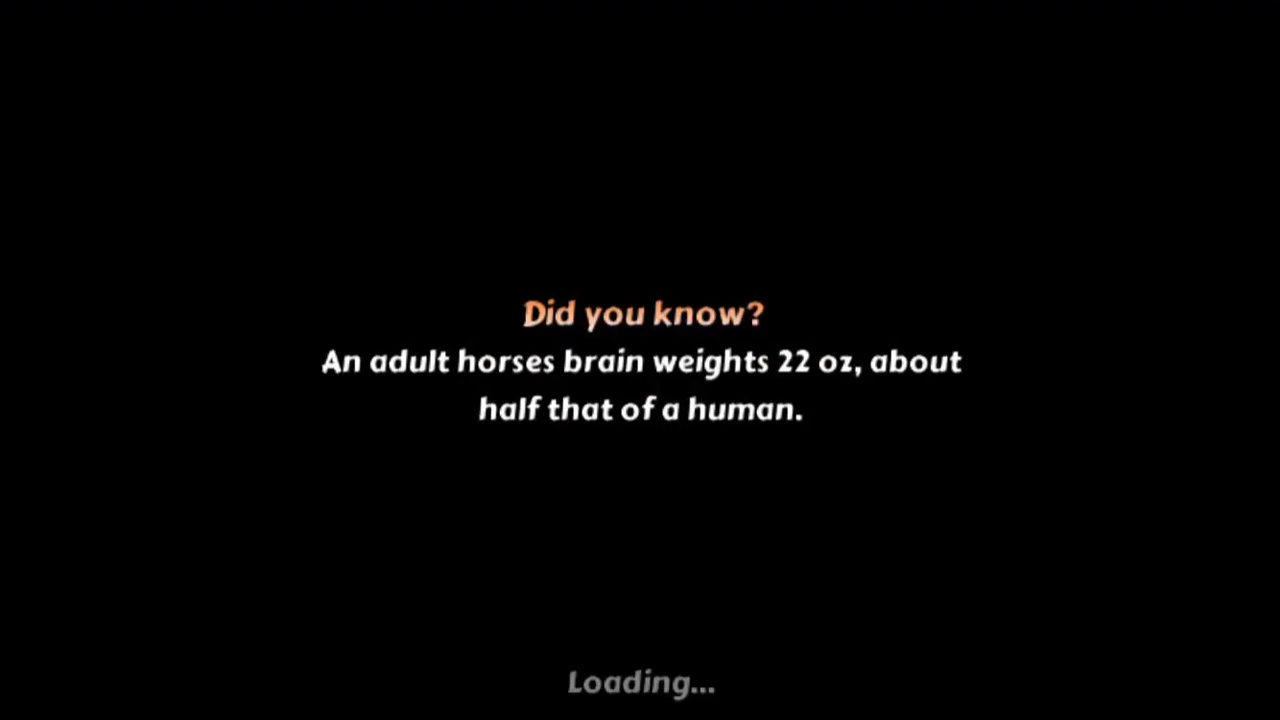 Did you know?
An adult horses brain weights 22 oz, about
half that of a human.
Loading...